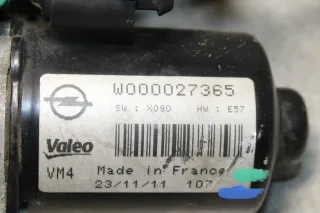 W000027365
SW : X090 HW : E57
Valeo
VM4 Made in France
23/11/11 107